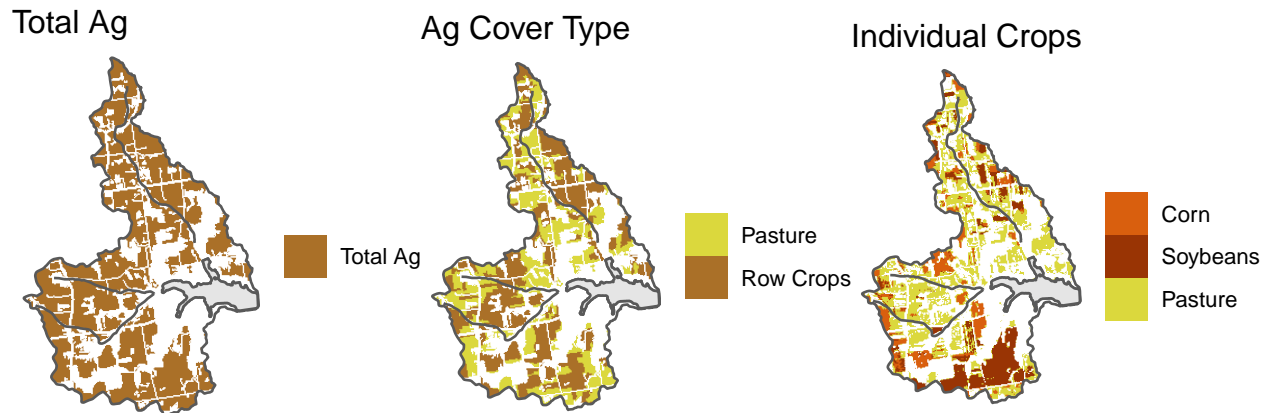 Total Ag
Ag Cover Type
Individual Crops
Total Ag
Pasture
Row Crops
Corn
Soybeans
Pasture